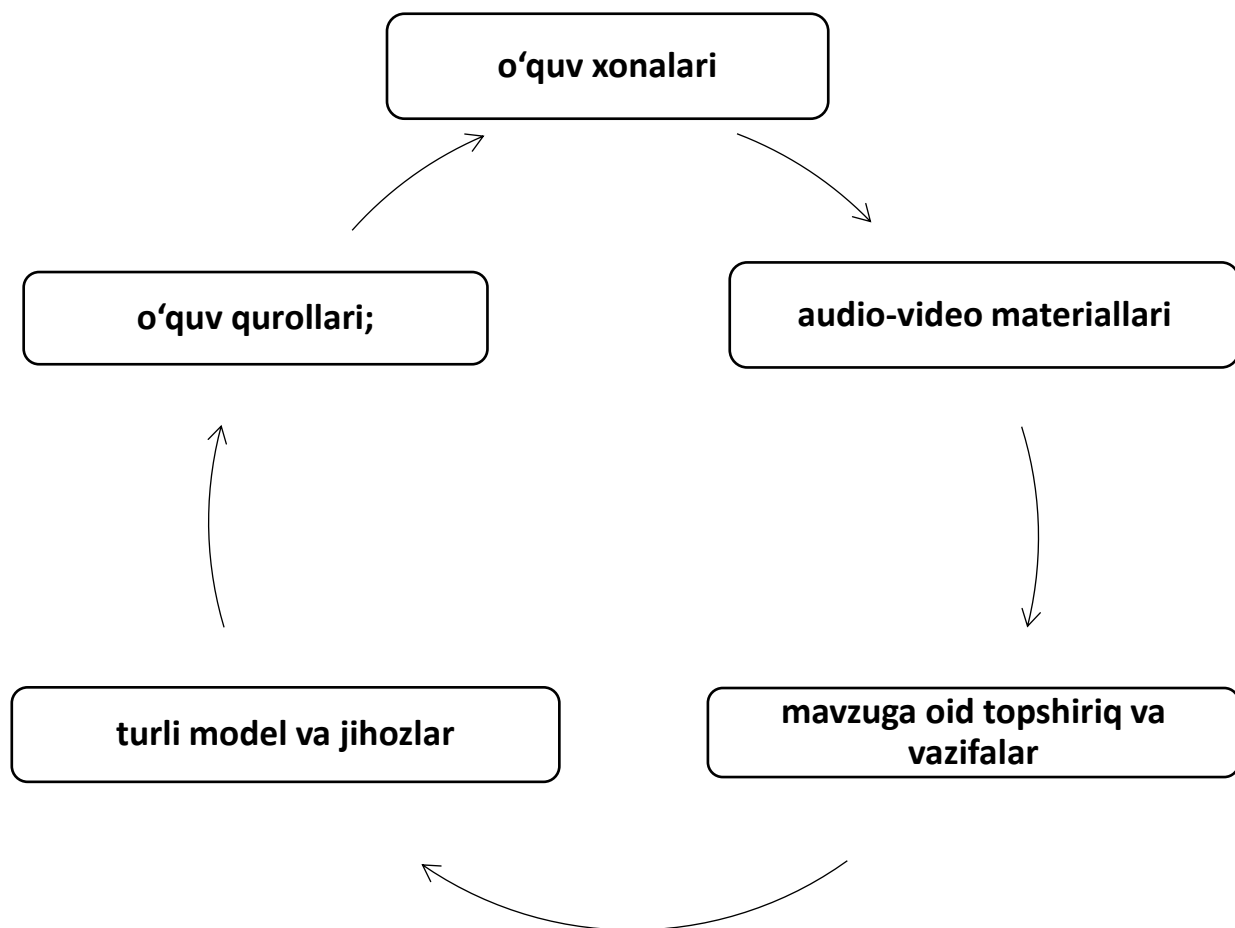 o‘quv xonalari
o‘quv qurollari;
audio-video materiallari
turli model va jihozlar
mavzuga oid topshiriq va
vazifalar